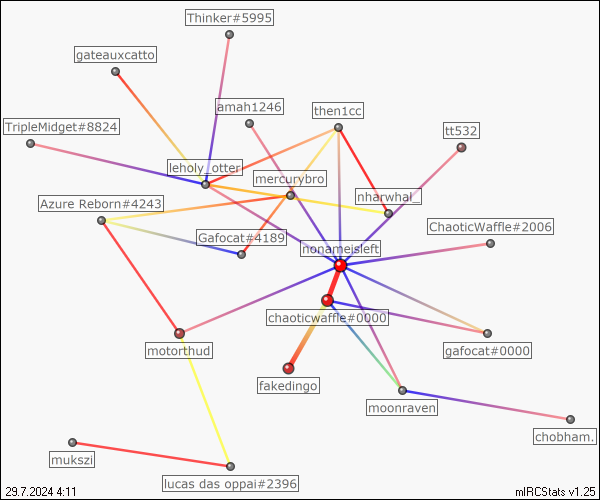 Thinker#5995
gateauxcatto
amah1246
then1cc
TripleMidget#8824
tt532
leholy_otter
mercurybro
nharwhal_
Azure Reborn#4243
ChaoticWaffle#2006
Gafocat#4189
nonameisleft
chaoticwaffle#0000
motorthud
gafocat#0000
fakedingo
moonraven
chobham.
mukszi
lucas das oppai#2396
29.7.2024 4:11
mIRCStats v1.25